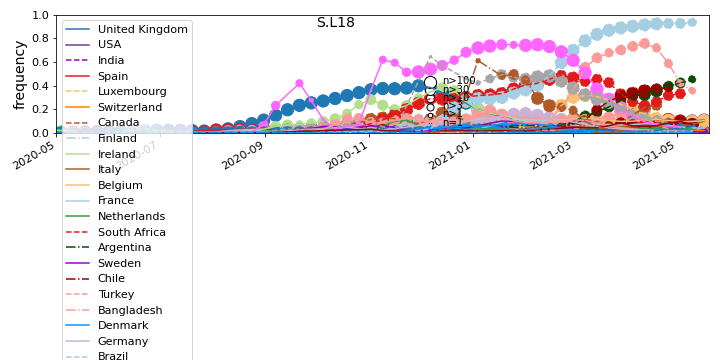 S.L18
frequency
1.0
0.8
0.6
0.4
0.2
0.0
2020-05
2020-07
2020-09
2020-11
2021-01
2021-03
2021-05
United Kingdom
USA
India
Spain
Luxembourg
Switzerland
Canada
Finland
Ireland
Italy
Belgium
France
Netherlands
South Africa
Argentina
Sweden
Chile
Turkey
Bangladesh
Denmark
Germany
Brazil
n>100
n>30
n>10
n=1